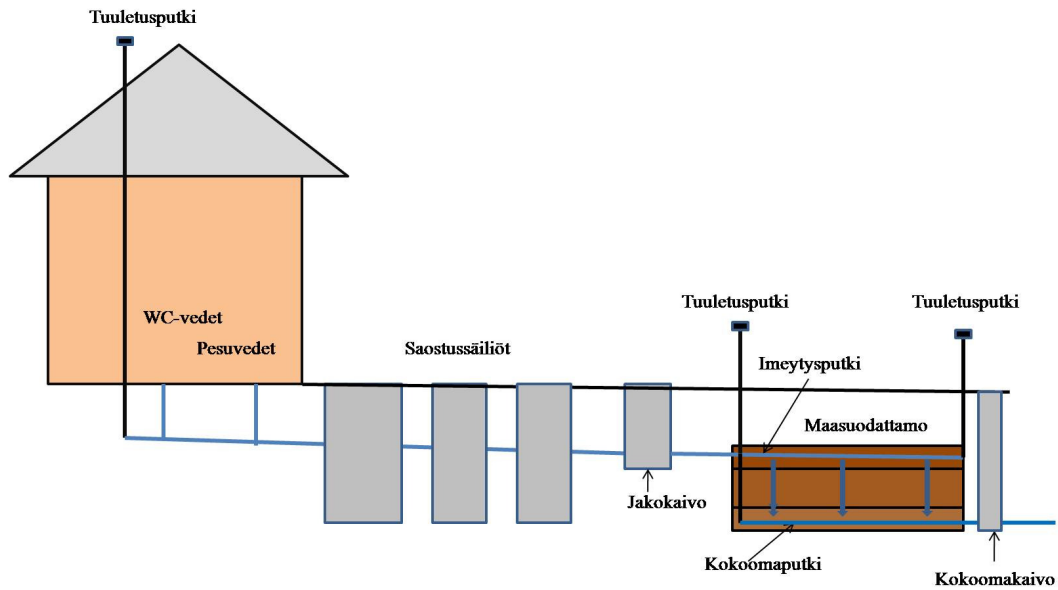 Tuuletusputki
WC-vedet
Pesuvedet
Saostussäiliöt
Tuuletusputki
Tuuletusputki
Imeytysputki
Maasuodattamo
Jakokaivo
Kokoomaputki
Kokoomakaivo